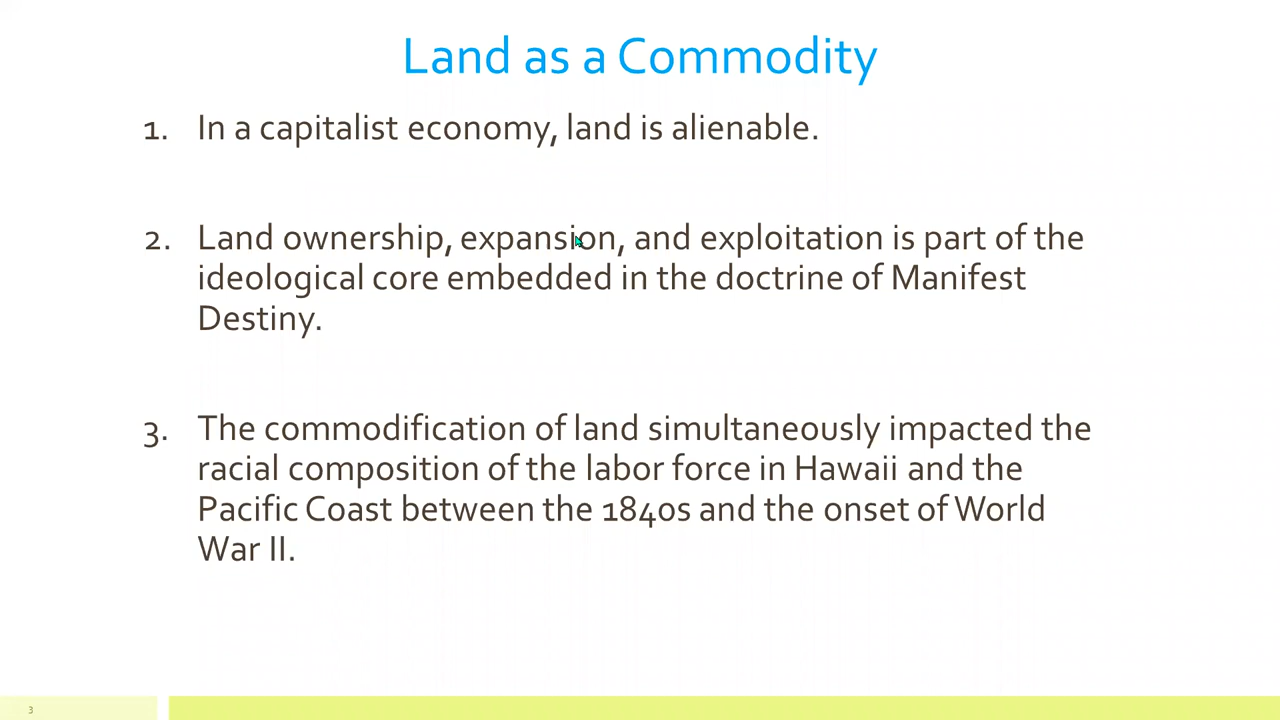 Land as a Commodity
1. In a capitalist economy, land is alienable.
2. Land ownership, expansion, and exploitation is part of the
ideological core embedded in the doctrine of Manifest
Destiny.
3. The commodification of land simultaneously impacted the
racial composition of the labor force in Hawaii and the
Pacific Coast between the 1840s and the onset of World
War II.
3